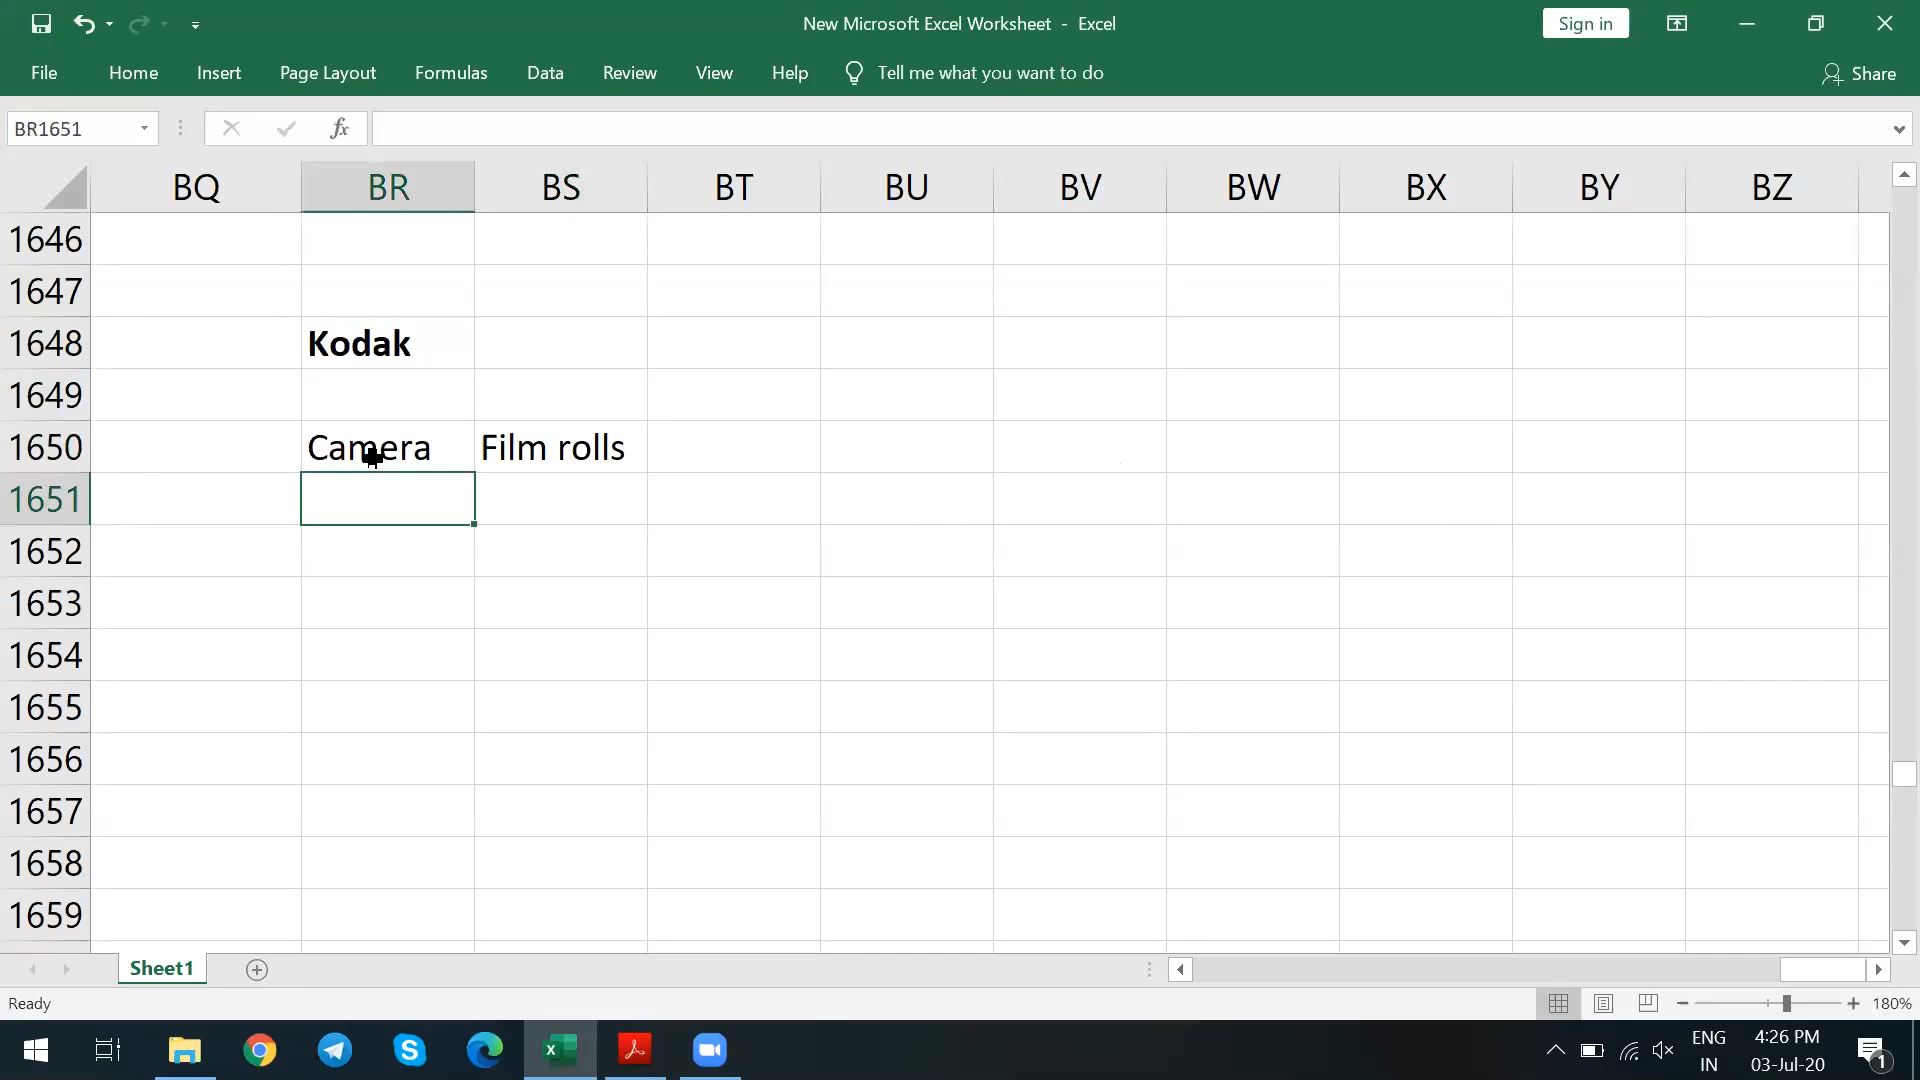 New Microsoft Excel Worksheet - Excel
Sign in
File Home Insert Page Layout Formulas Data Review View Help Tell me what you want to do Share
BR1651 fx
BQ BR BS BT BU BV BW BX BY BZ
1646
1647
1648 Kodak
1649
1650 Camera Film rolls
1651
1652
1653
1654
1655
1656
1657
1658
1659
Sheet1
Ready 180%
ENG 4:26 PM
IN 03-Jul-20 1